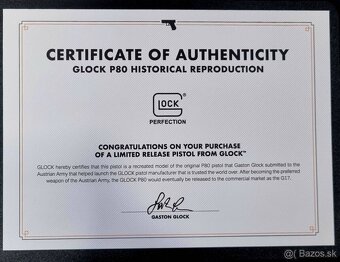 CERTIFICATE OF AUTHENTICITY
GLOCK P80 HISTORICAL REPRODUCTION
GLOCK ®
PERFECTION
CONGRATULATIONS ON YOUR PURCHASE
OF A LIMITED RELEASE PISTOL FROM GLOCK™
GLOCK hereby certifies that this pistol is a recreated model of the original P80 pistol that Gaston Glock submitted to the
Austrian Army that helped launch the GLOCK pistol manufacturer that is trusted the world over. After becoming the preferred
weapon of the Austrian Army, the GLOCK P80 would eventually be released to the commercial market as the G17.
GASTON GLOCK
Bazos.sk